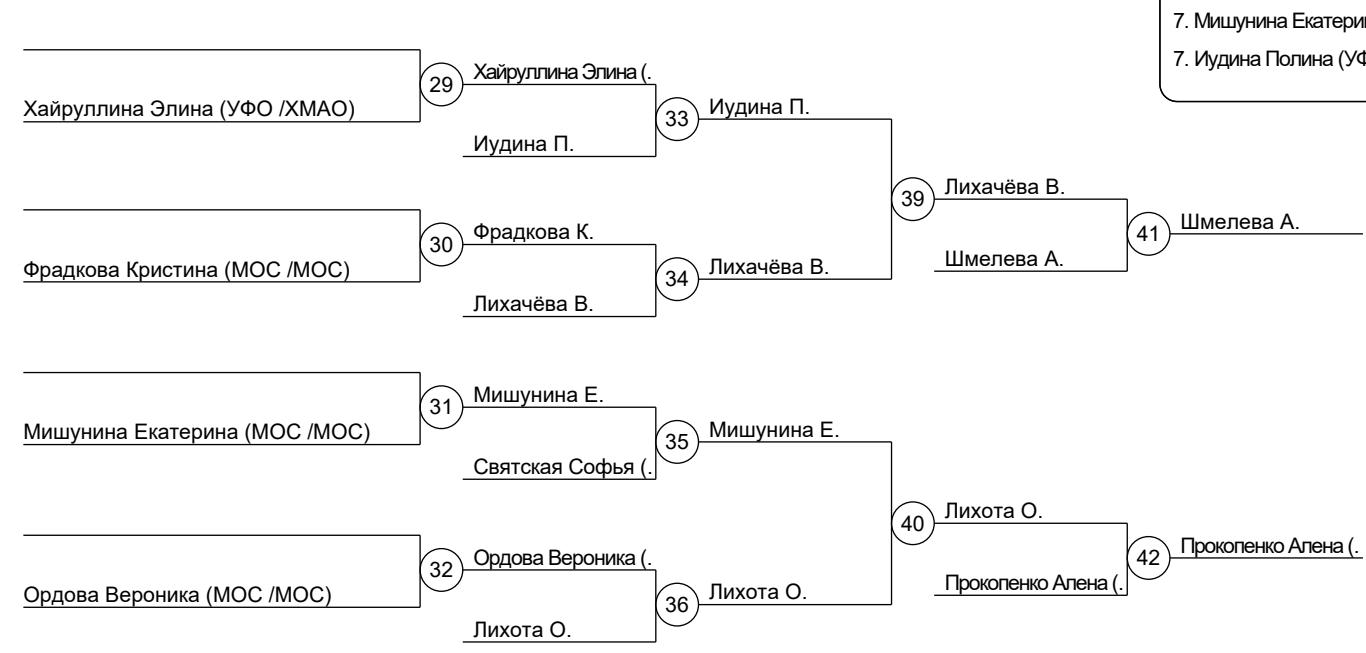 7. Мишунина Екатери
7. Иудина Полина (УФ
Хайруллина Элина (УФО /ХМАО)
29
Хайруллина Элина (.
Иудина П.
33
Иудина П.
Фрадкова Кристина (МОС /МОС)
30
Фрадкова К.
Лихачёва В.
34
Лихачёва В.
39
Лихачёва В.
Шмелева А.
41
Шмелева А.
Мишунина Екатерина (МОС /МОС)
31
Мишунина Е.
Святская Софья (.
35
Мишунина Е.
Ордова Вероника (МОС /МОС)
32
Ордова Вероника (.
Лихота О.
36
Лихота О.
40
Лихота О.
Прокопенко Алена (.
42
Прокопенко Алена (.